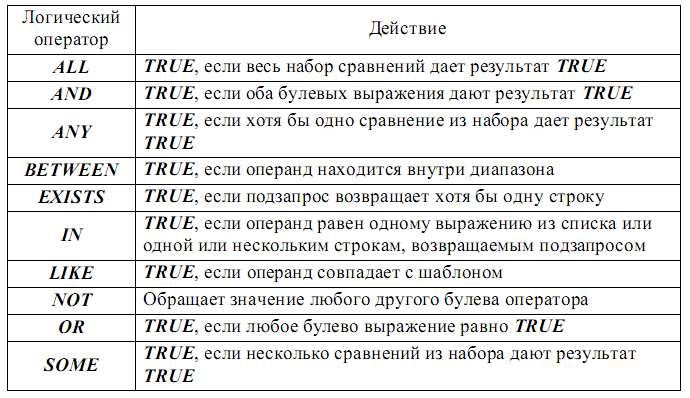 Логический
оператор
Действие
ALL
TRUE, если весь набор сравнений дает результат TRUE
AND
TRUE, если оба булевых выражения дают результат TRUE
ANY
TRUE, если хотя бы одно сравнение из набора дает результат
TRUE
BETWEEN
TRUE, если операнд находится внутри диапазона
EXISTS
TRUE, если подзапрос возвращает хотя бы одну строку
IN
TRUE, если операнд равен одному выражению из списка или
одной или нескольким строкам, возвращаемым подзапросом
LIKE
TRUE, если операнд совпадает с шаблоном
NOT
Обращает значение любого другого булева оператора
OR
TRUE, если любое булево выражение равно TRUE
SOME
TRUE, если несколько сравнений из набора дают результат
TRUE